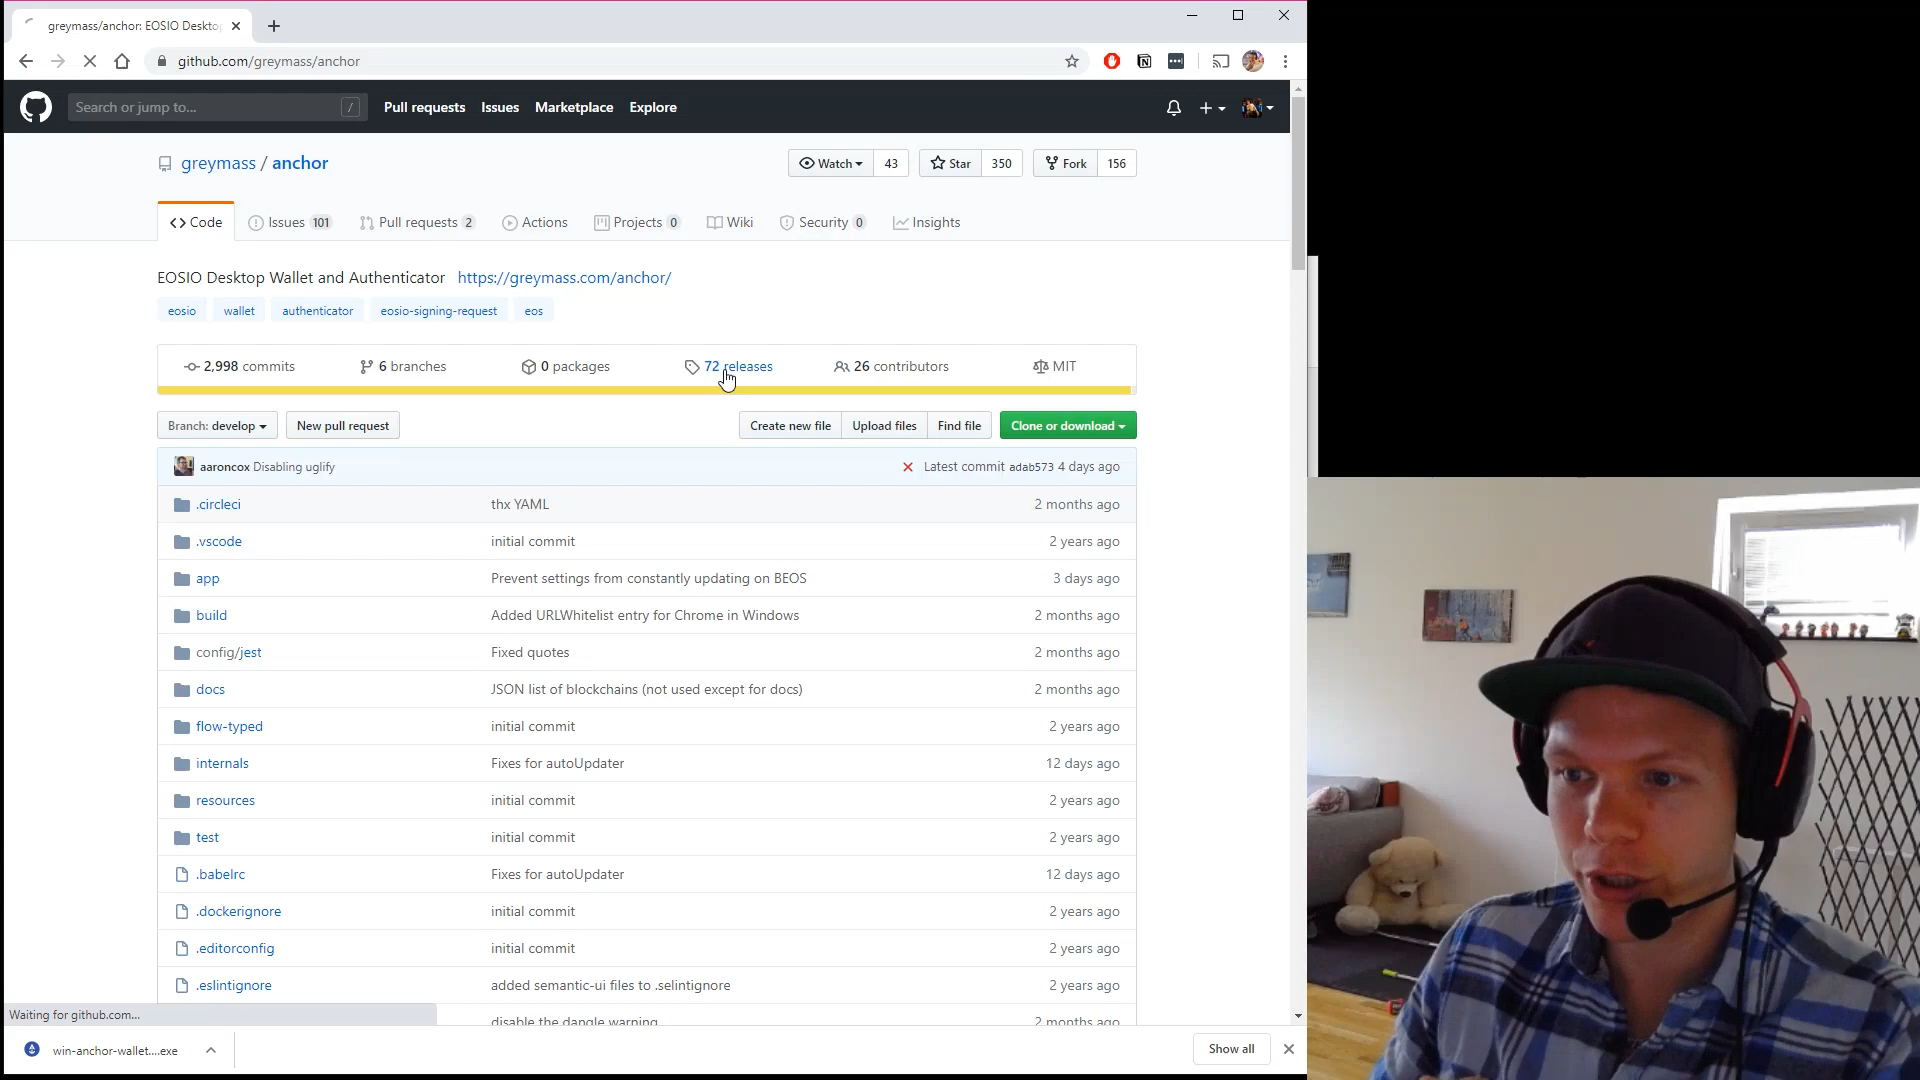 greymass/anchor: EOSIO Deskto
github.com/greymass/anchor
Search or jump to... /
Pull requests Issues Marketplace Explore
greymass / anchor
Watch 43 Star 350 Fork 156
Code Issues 101 Pull requests 2 Actions Projects 0 Wiki Security 0 Insights
EOSIO Desktop Wallet and Authenticator https://greymass.com/anchor/
eosio wallet authenticator eosio-signing-request eos
2,998 commits 6 branches 0 packages 72 releases 26 contributors MIT
Branch: develop New pull request Create new file Upload files Find file Clone or download
aaroncox Disabling uglify Latest commit adab573 4 days ago
.circleci thx YAML 2 months ago
.vscode initial commit 2 years ago
app Prevent settings from constantly updating on BEOS 3 days ago
build Added URLWhitelist entry for Chrome in Windows 2 months ago
config/jest Fixed quotes 2 months ago
docs JSON list of blockchains (not used except for docs) 2 months ago
flow-typed initial commit 2 years ago
internals Fixes for autoUpdater 12 days ago
resources initial commit 2 years ago
test initial commit 2 years ago
.babelrc Fixes for autoUpdater 12 days ago
.dockerignore initial commit 2 years ago
.editorconfig initial commit 2 years ago
.eslintignore added semantic-ui files to .selintignore 2 years ago
disable the dangle warning 2 months ago
Waiting for github.com...
win-anchor-wallet....exe Show all